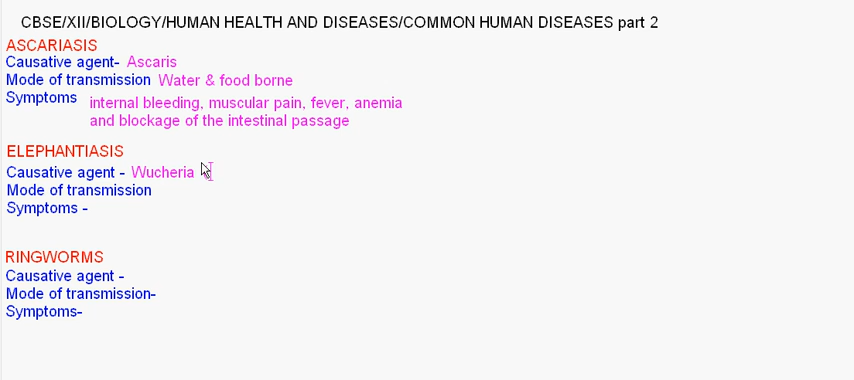 CBSE/XII/BIOLOGY/HUMAN HEALTH AND DISEASES/COMMON HUMAN DISEASES part 2
ASCARIASIS
Causative agent- Ascaris
Mode of transmission Water & food borne
Symptoms internal bleeding, muscular pain, fever, anemia
and blockage of the intestinal passage
ELEPHANTIASIS
Causative agent - Wucheria
Mode of transmission
Symptoms -
RINGWORMS
Causative agent -
Mode of transmission-
Symptoms-